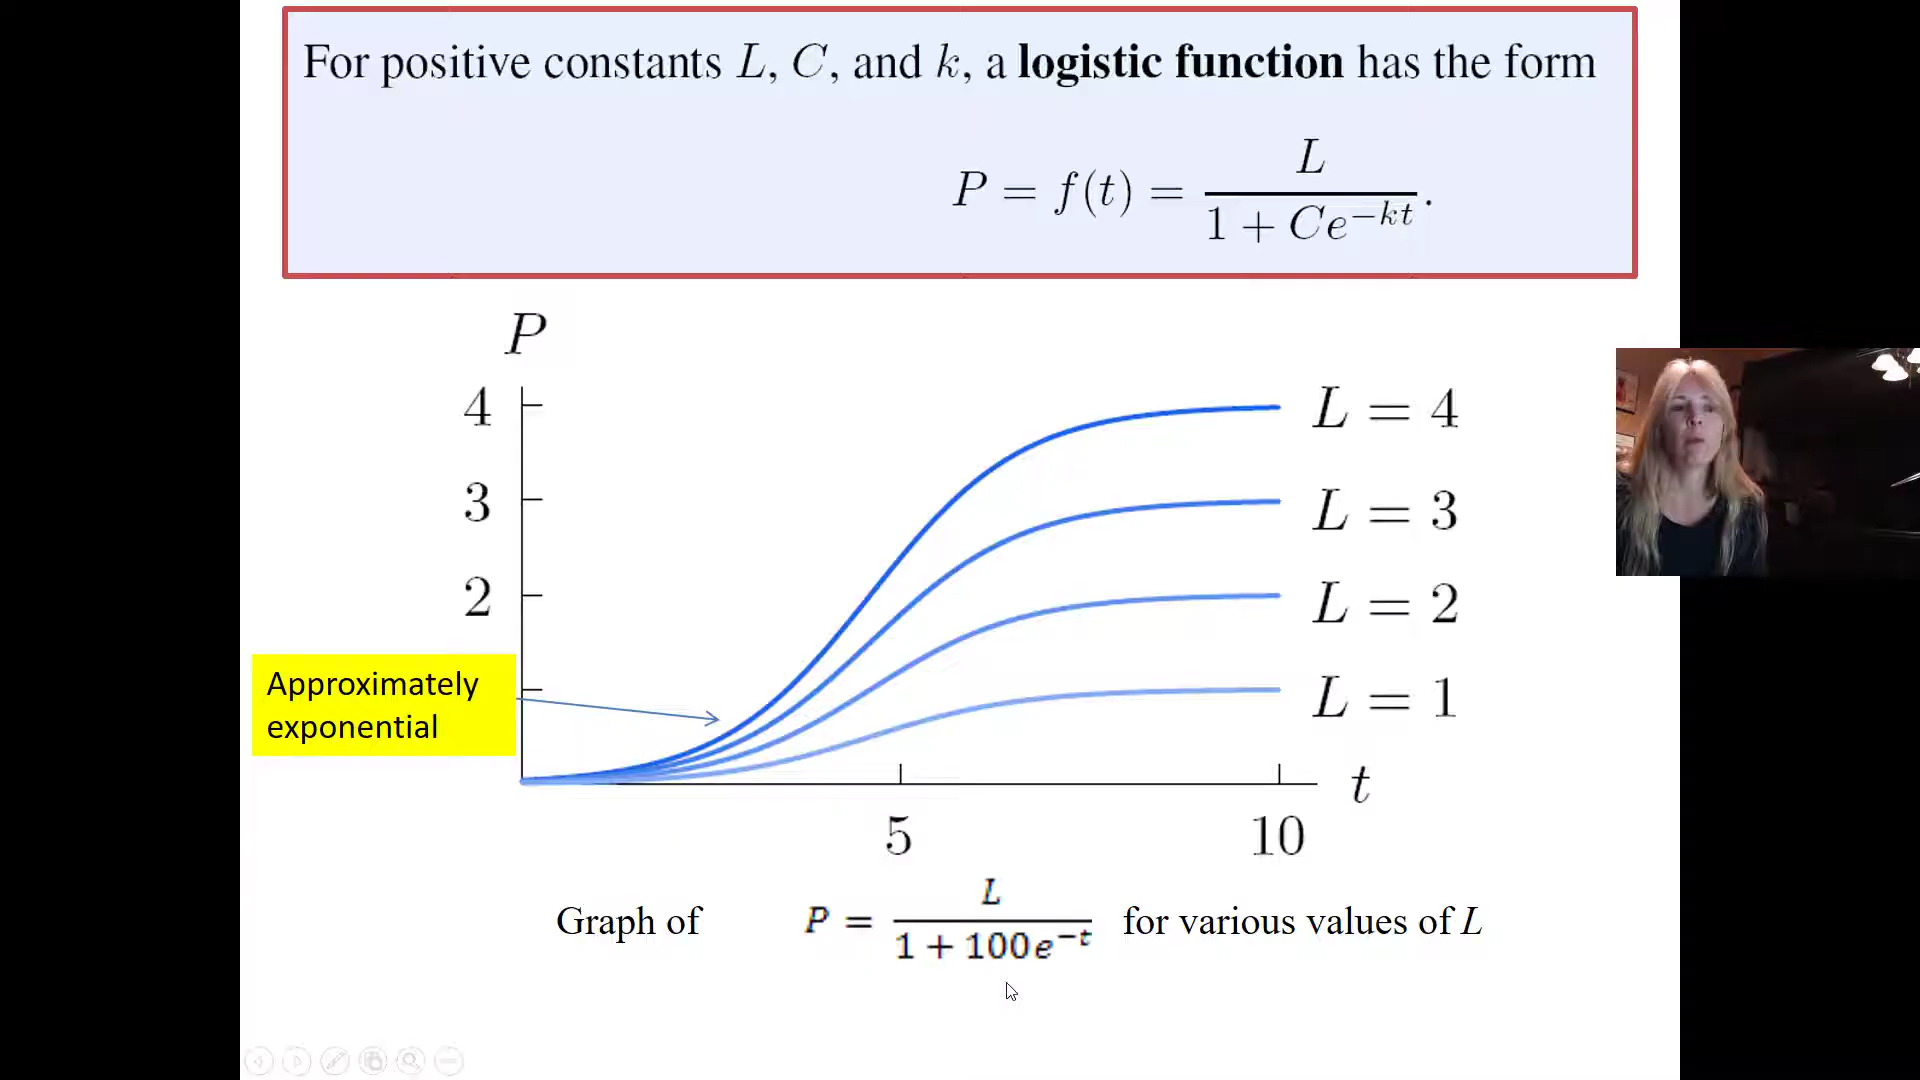 For positive constants L, C, and k, a logistic function has the form
P = f(t) = L / (1 + Ce^{-kt}).
P
4
3
2
L = 4
L = 3
L = 2
L = 1
Approximately
exponential
t
5
10
Graph of P = L / (1 + 100e^{-t}) for various values of L